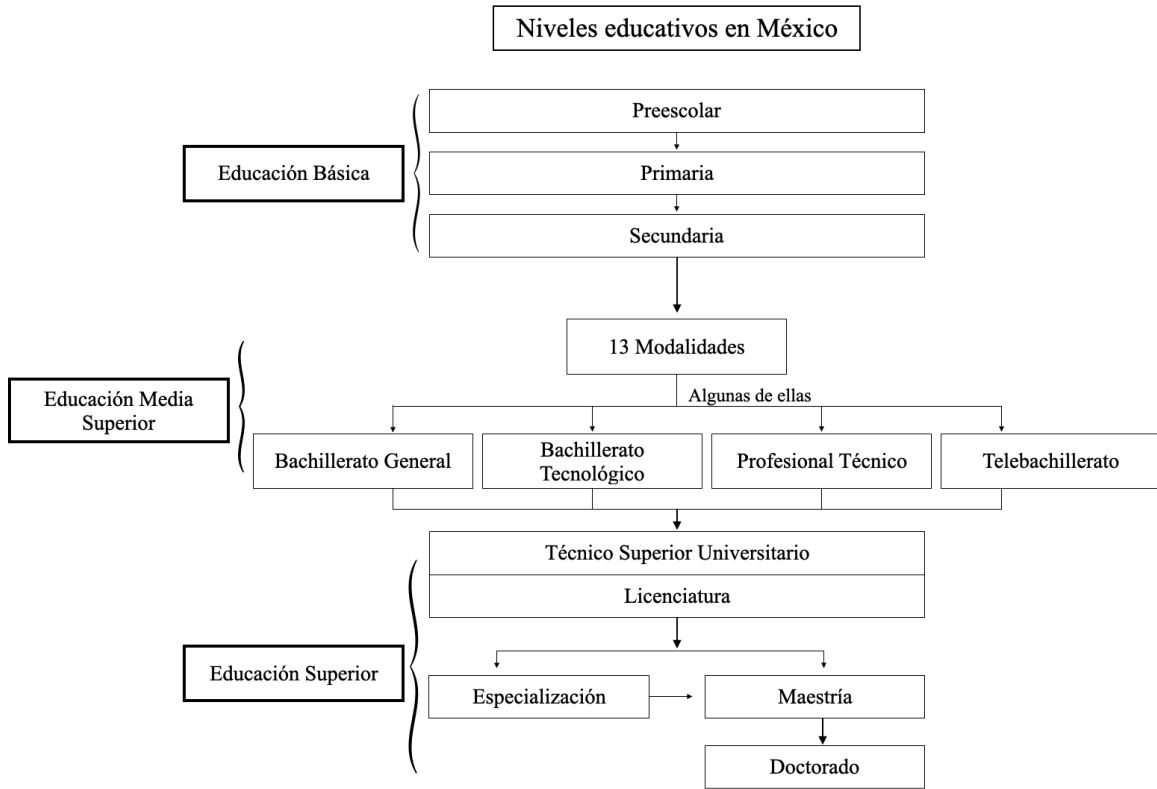 Niveles educativos en México
Preescolar
Educación Básica
Primaria
Secundaria
13 Modalidades
Educación Media
Superior
Algunas de ellas
Bachillerato General
Bachillerato
Tecnológico
Profesional Técnico
Telebachillerato
Técnico Superior Universitario
Licenciatura
Educación Superior
Especialización
Maestría
Doctorado